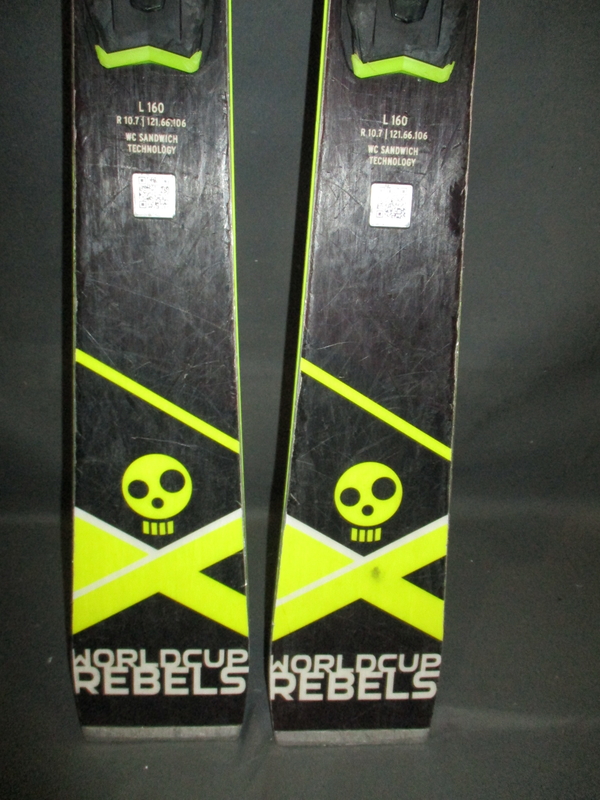 L 160
R 10.7 | 121.66.106
WC SANDWICH
TECHNOLOGY
WORLDCUP
REBELS
L 160
R 10.7 | 121.66.106
WC SANDWICH
TECHNOLOGY
WORLDCUP
REBELS